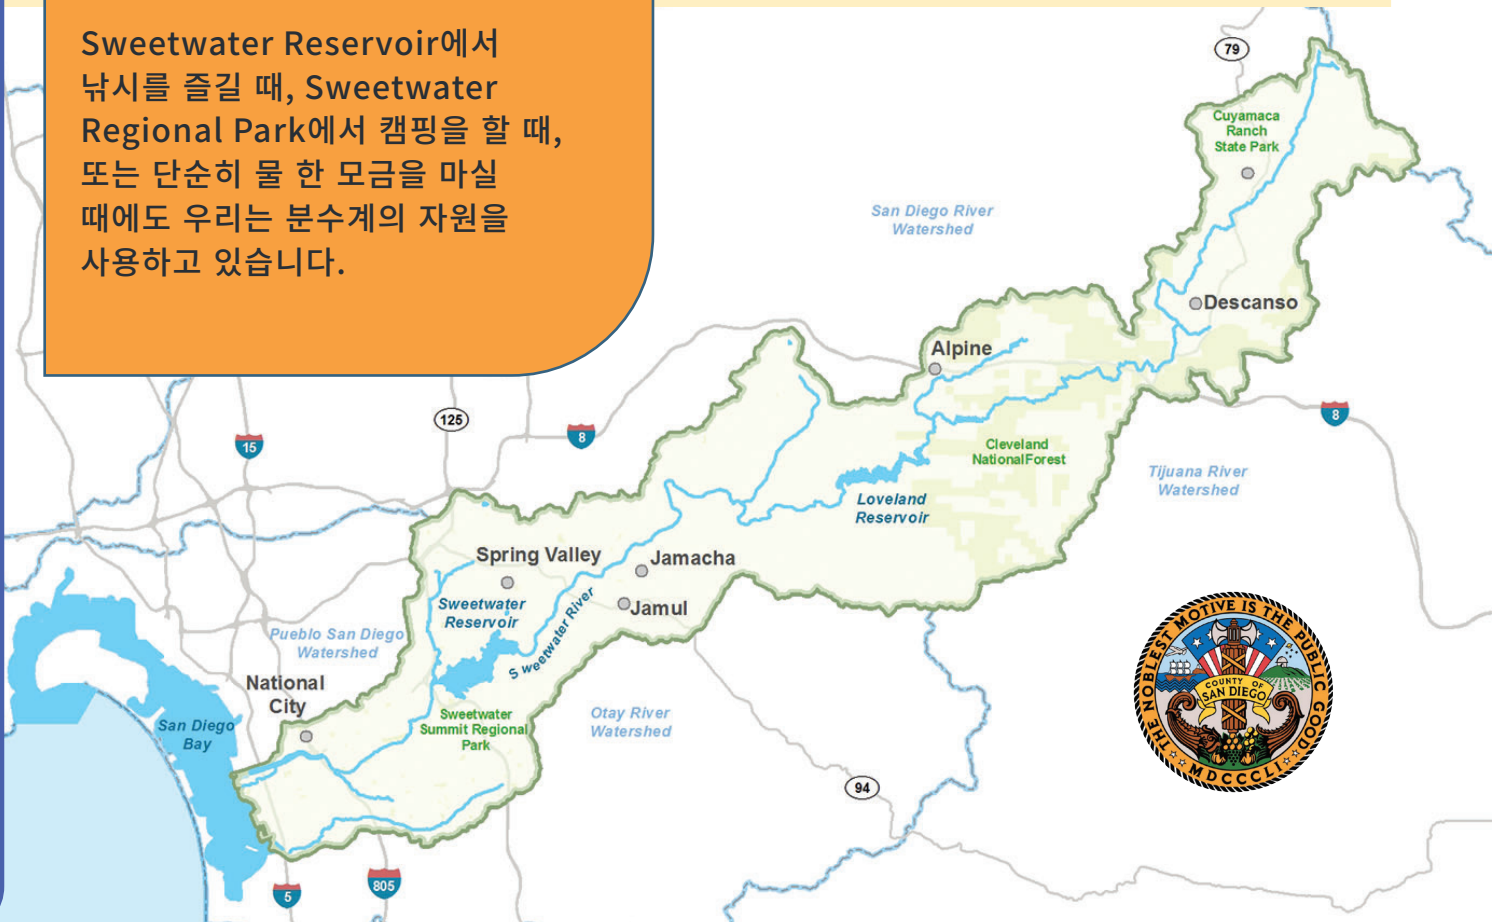 Sweetwater Reservoir에서
낚시를 즐길 때, Sweetwater
Regional Park에서 캠핑을 할 때,
또는 단순히 물 한 모금을 마실
때에도 우리는 분수계의 자원을
사용하고 있습니다.
79
Cuyamaca
Ranch
State Park
San Diego River
Watershed
Descanso
Alpine
125
15
8
8
Cleveland
NationalForest
Tijuana River
Watershed
Loveland
Reservoir
Spring Valley
Jamacha
Sweetwater
Reservoir
Jamul
Sweetwater River
Pueblo San Diego
Watershed
National
City
San Diego
Bay
Sweetwater
Summit Regional
Park
Otay River
Watershed
94
805
5
THE NOBLEST MOTIVE IS THE PUBLIC GOOD
COUNTY OF
SAN DIEGO
MDCCCLI